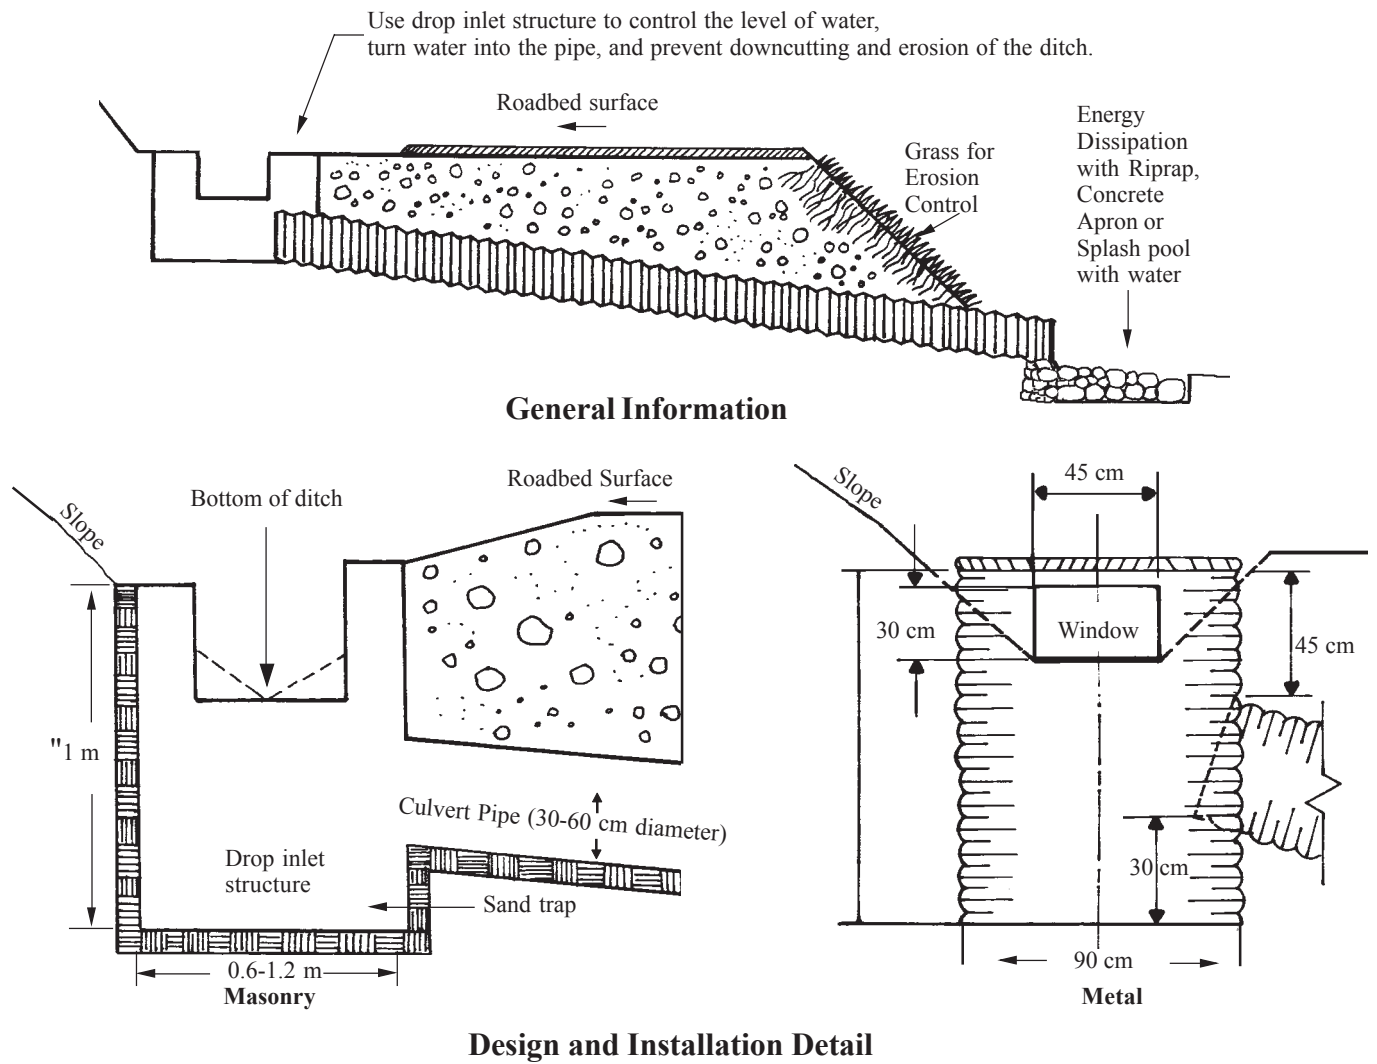 Use drop inlet structure to control the level of water,
turn water into the pipe, and prevent downcutting and erosion of the ditch.
Roadbed surface
Grass for
Erosion
Control
Energy
Dissipation
with Riprap,
Concrete
Apron or
Splash pool
with water
General Information
Slope
Bottom of ditch
Roadbed Surface
"1 m
Culvert Pipe (30-60 cm diameter)
Drop inlet
structure
Sand trap
0.6-1.2 m
Masonry
Slope
45 cm
30 cm
Window
45 cm
30 cm
90 cm
Metal
Design and Installation Detail